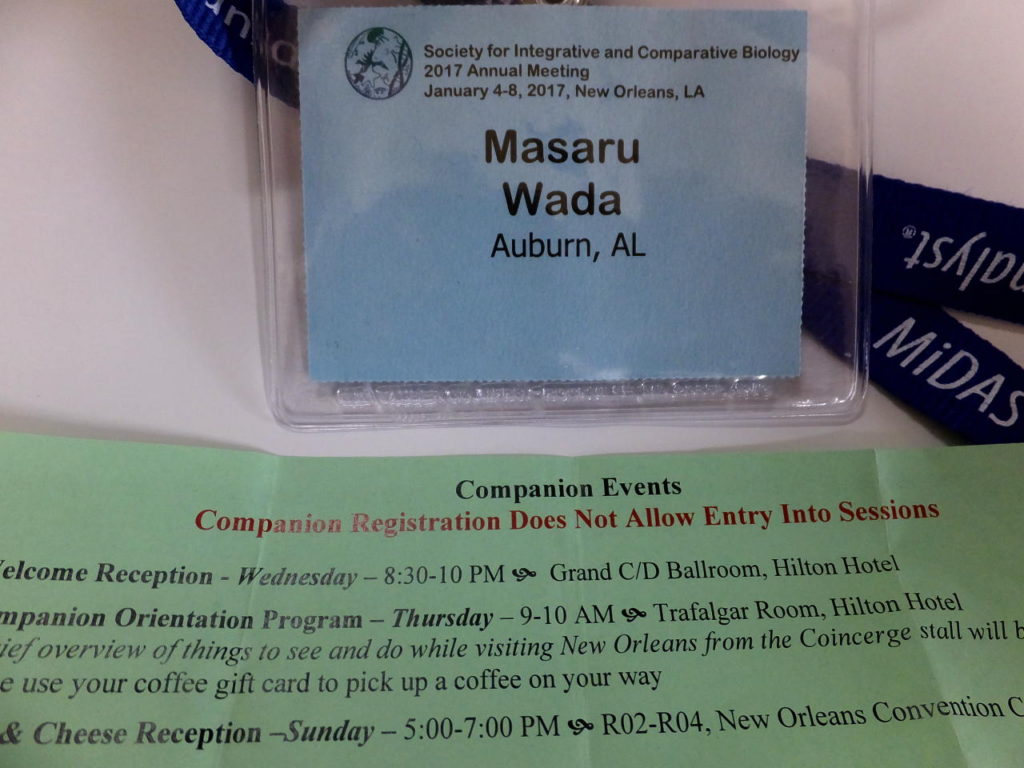 Society for Integrative and Comparative Biology
2017 Annual Meeting
January 4-8, 2017, New Orleans, LA
Masaru
Wada
Auburn, AL
nalyst®
MiDAS
Companion Events
Companion Registration Does Not Allow Entry Into Sessions
elcome Reception - Wednesday – 8:30-10 PM Grand C/D Ballroom, Hilton Hotel
mpanion Orientation Program – Thursday – 9-10 AM Trafalgar Room, Hilton Hotel
ief overview of things to see and do while visiting New Orleans from the Coincerge stall will b
e use your coffee gift card to pick up a coffee on your way
& Cheese Reception –Sunday – 5:00-7:00 PM R02-R04, New Orleans Convention C